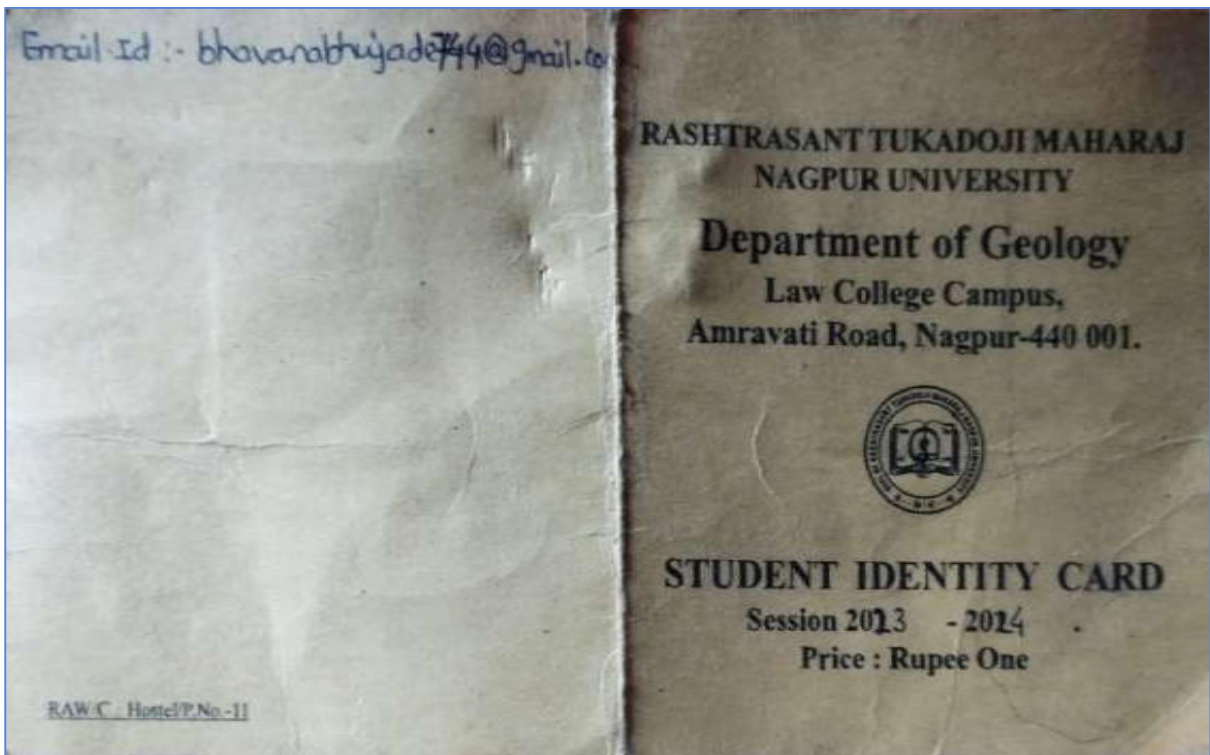 Email Id :- bhavanabhujade744@gmail.co
RAW/C : Hostel/P.No.-11
RASHTRASANT TUKADOJI MAHARAJ
NAGPUR UNIVERSITY
Department of Geology
Law College Campus,
Amravati Road, Nagpur-440 001.
STUDENT IDENTITY CARD
Session 2023 - 2024 .
Price : Rupee One